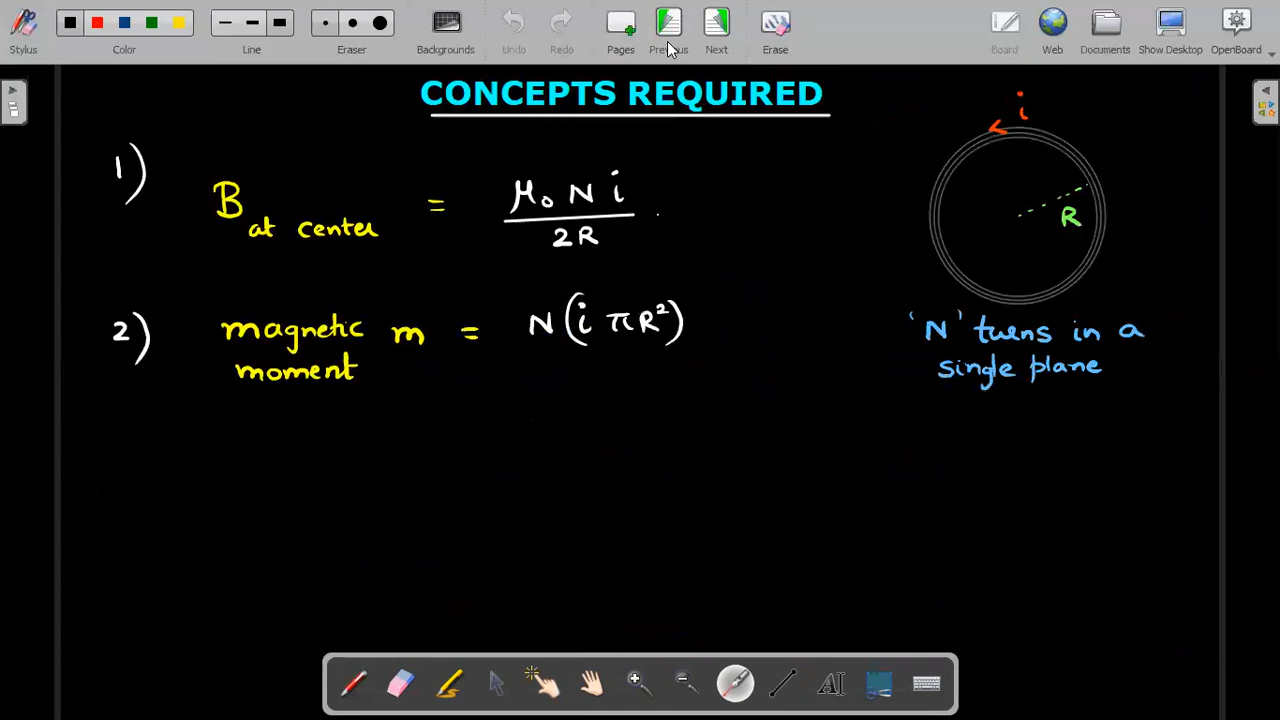 Stylus
Color
Line
Eraser
Backgrounds
Undo
Redo
Pages
Previous
Next
Erase
Board
Web
Documents
Show Desktop
OpenBoard
CONCEPTS REQUIRED
i
1) B at center = μ₀ N i / 2R
R
2) magnetic m = N(i πR²)
moment
'N' turns in a
single plane
AI